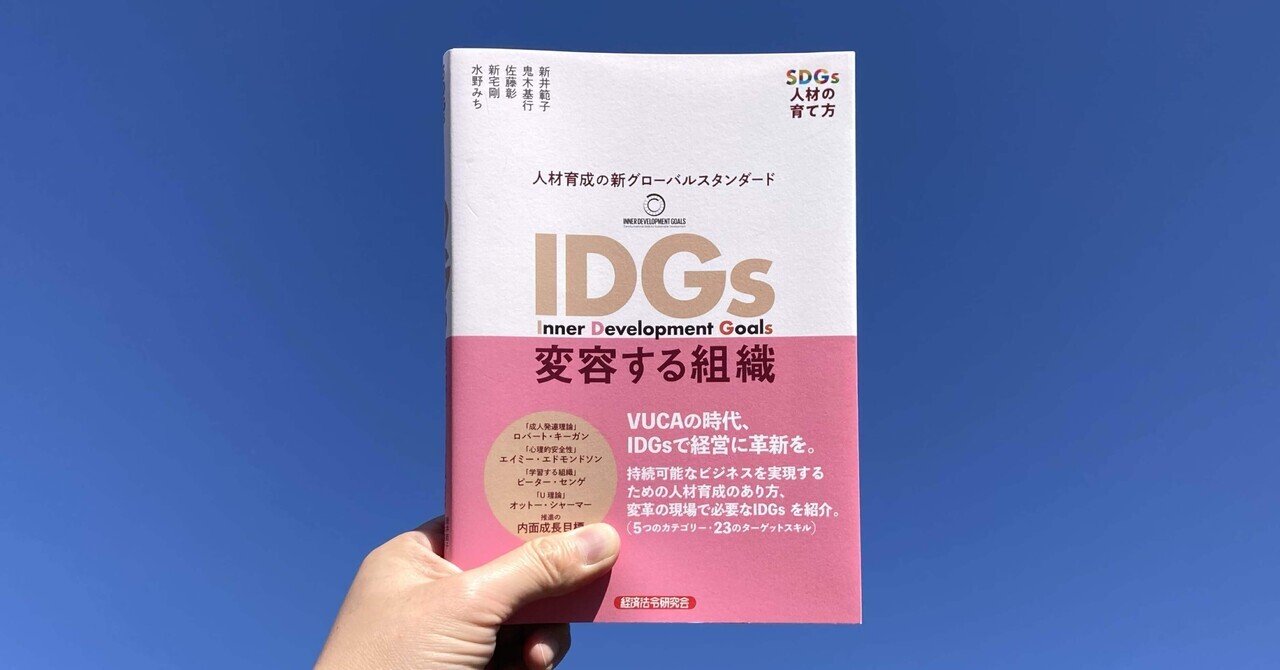 新井範子
鬼木基行
佐藤彰
新宅剛
水野みち
SDGs
人材の
育て方
人材育成の新グローバルスタンダード
INNER DEVELOPMENT GOALS
IDGs
Inner Development Goals
変容する組織
「成人発達理論」
ロバート・キーガン
「心理的安全性」
エイミー・エドモンドソン
「学習する組織」
ピーター・センゲ
「U理論」
オットー・シャーマー
推進の
内面成長目標
VUCAの時代、
IDGsで経営に革新を。
持続可能なビジネスを実現する
ための人材育成のあり方、
変革の現場で必要なIDGs を紹介。
(5つのカテゴリー・23のターゲットスキル)
経済法令研究会